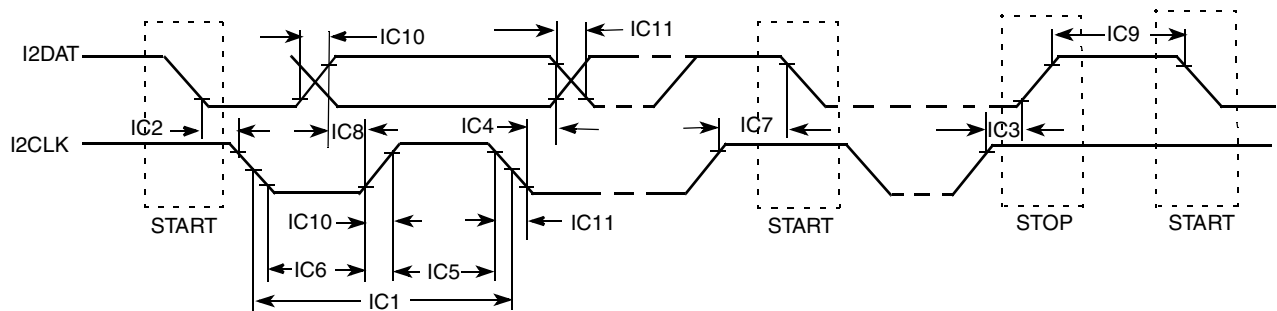 IC10
IC11
IC9
I2DAT
IC2
IC8
IC4
IC7
IC3
I2CLK
START
IC10
IC11
START
STOP
START
IC6
IC5
IC1